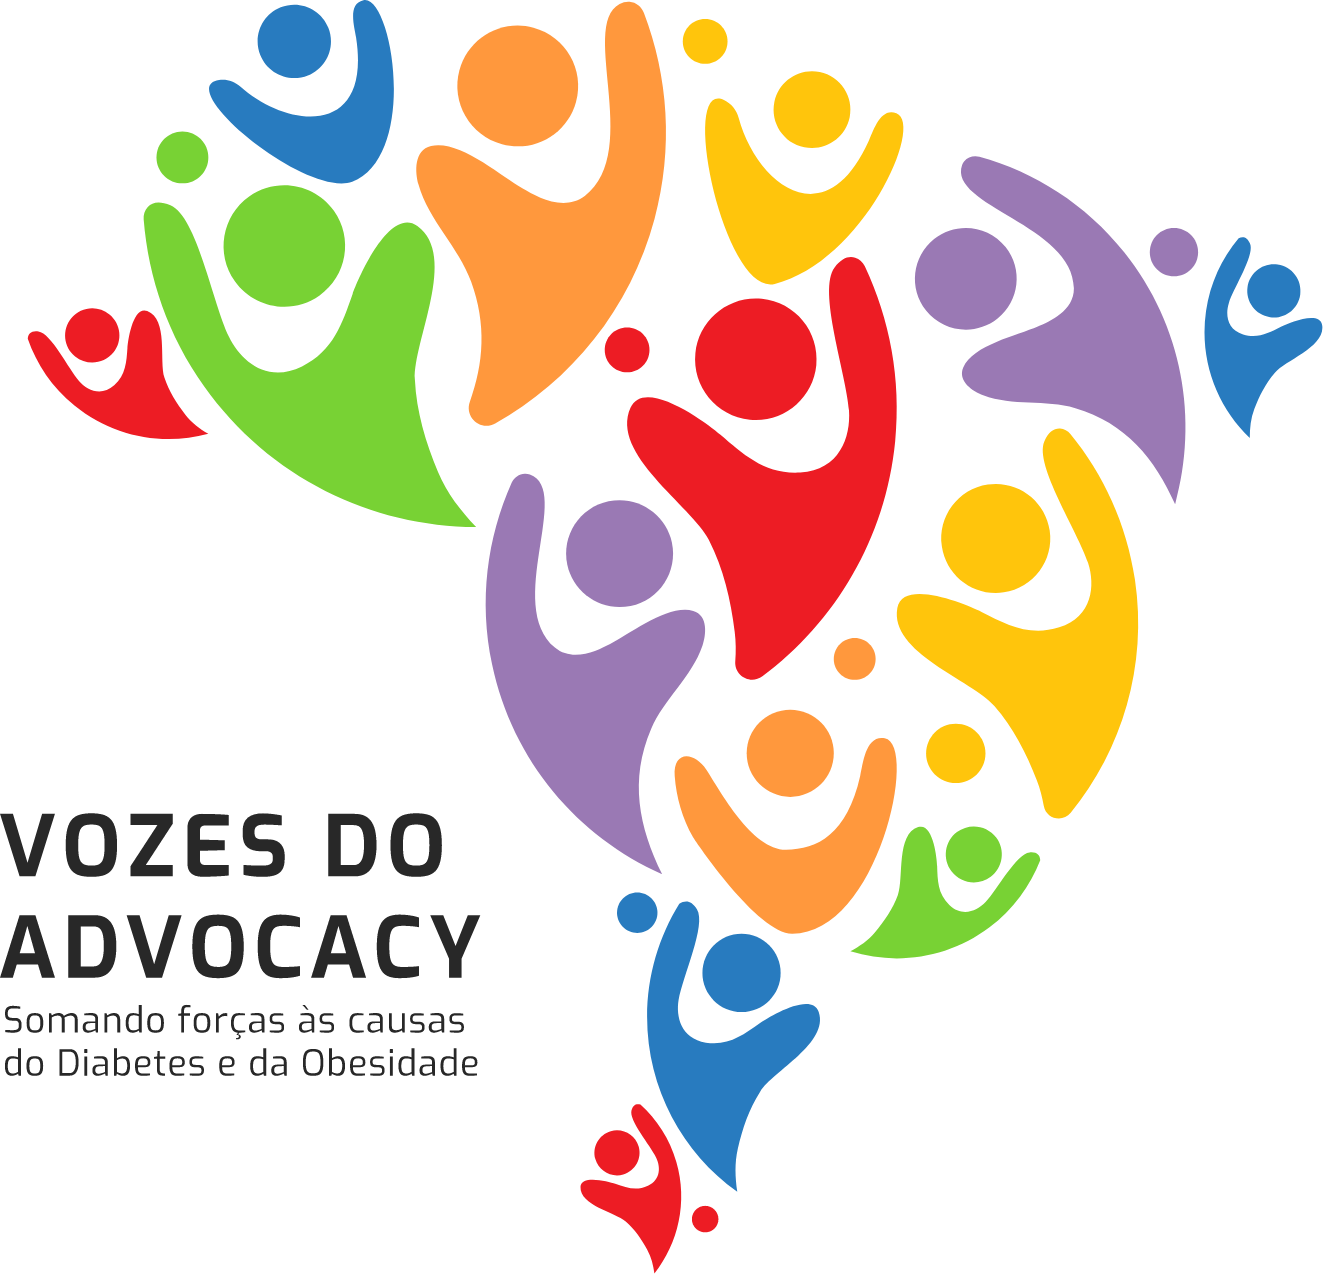 VOZES DO
ADVOCACY
Somando forças às causas
do Diabetes e da Obesidade